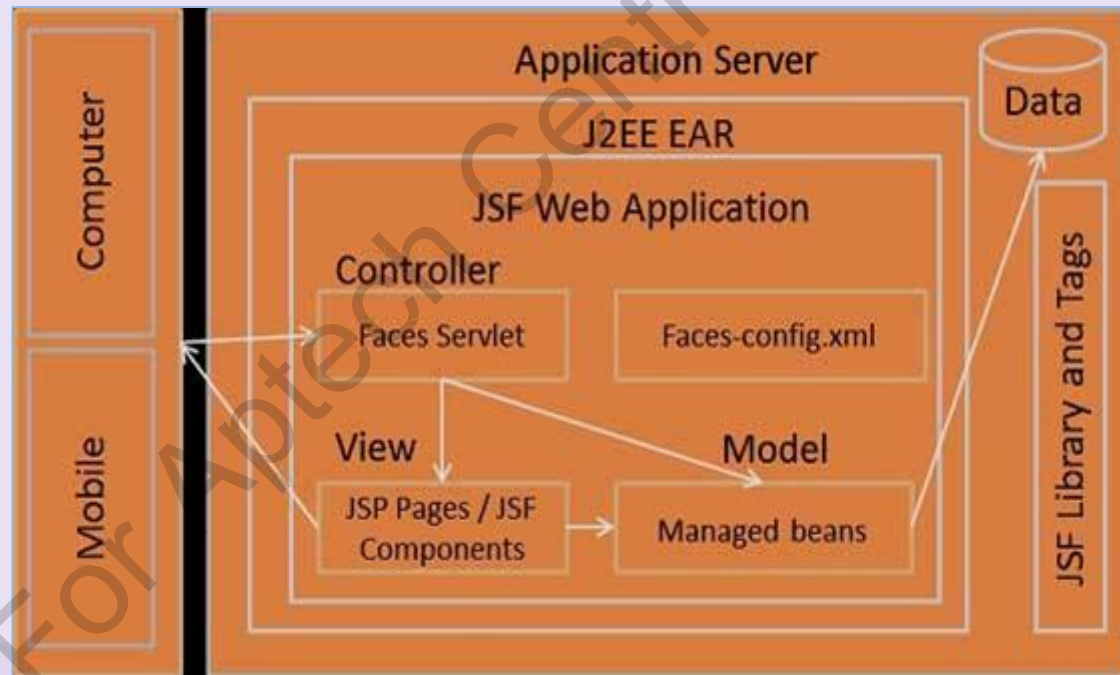 Computer
Mobile
Application Server
Data
J2EE EAR
JSF Web Application
Controller
Faces Servlet
Faces-config.xml
View
Model
JSP Pages / JSF
Components
Managed beans
JSF Library and Tags
For Aptech